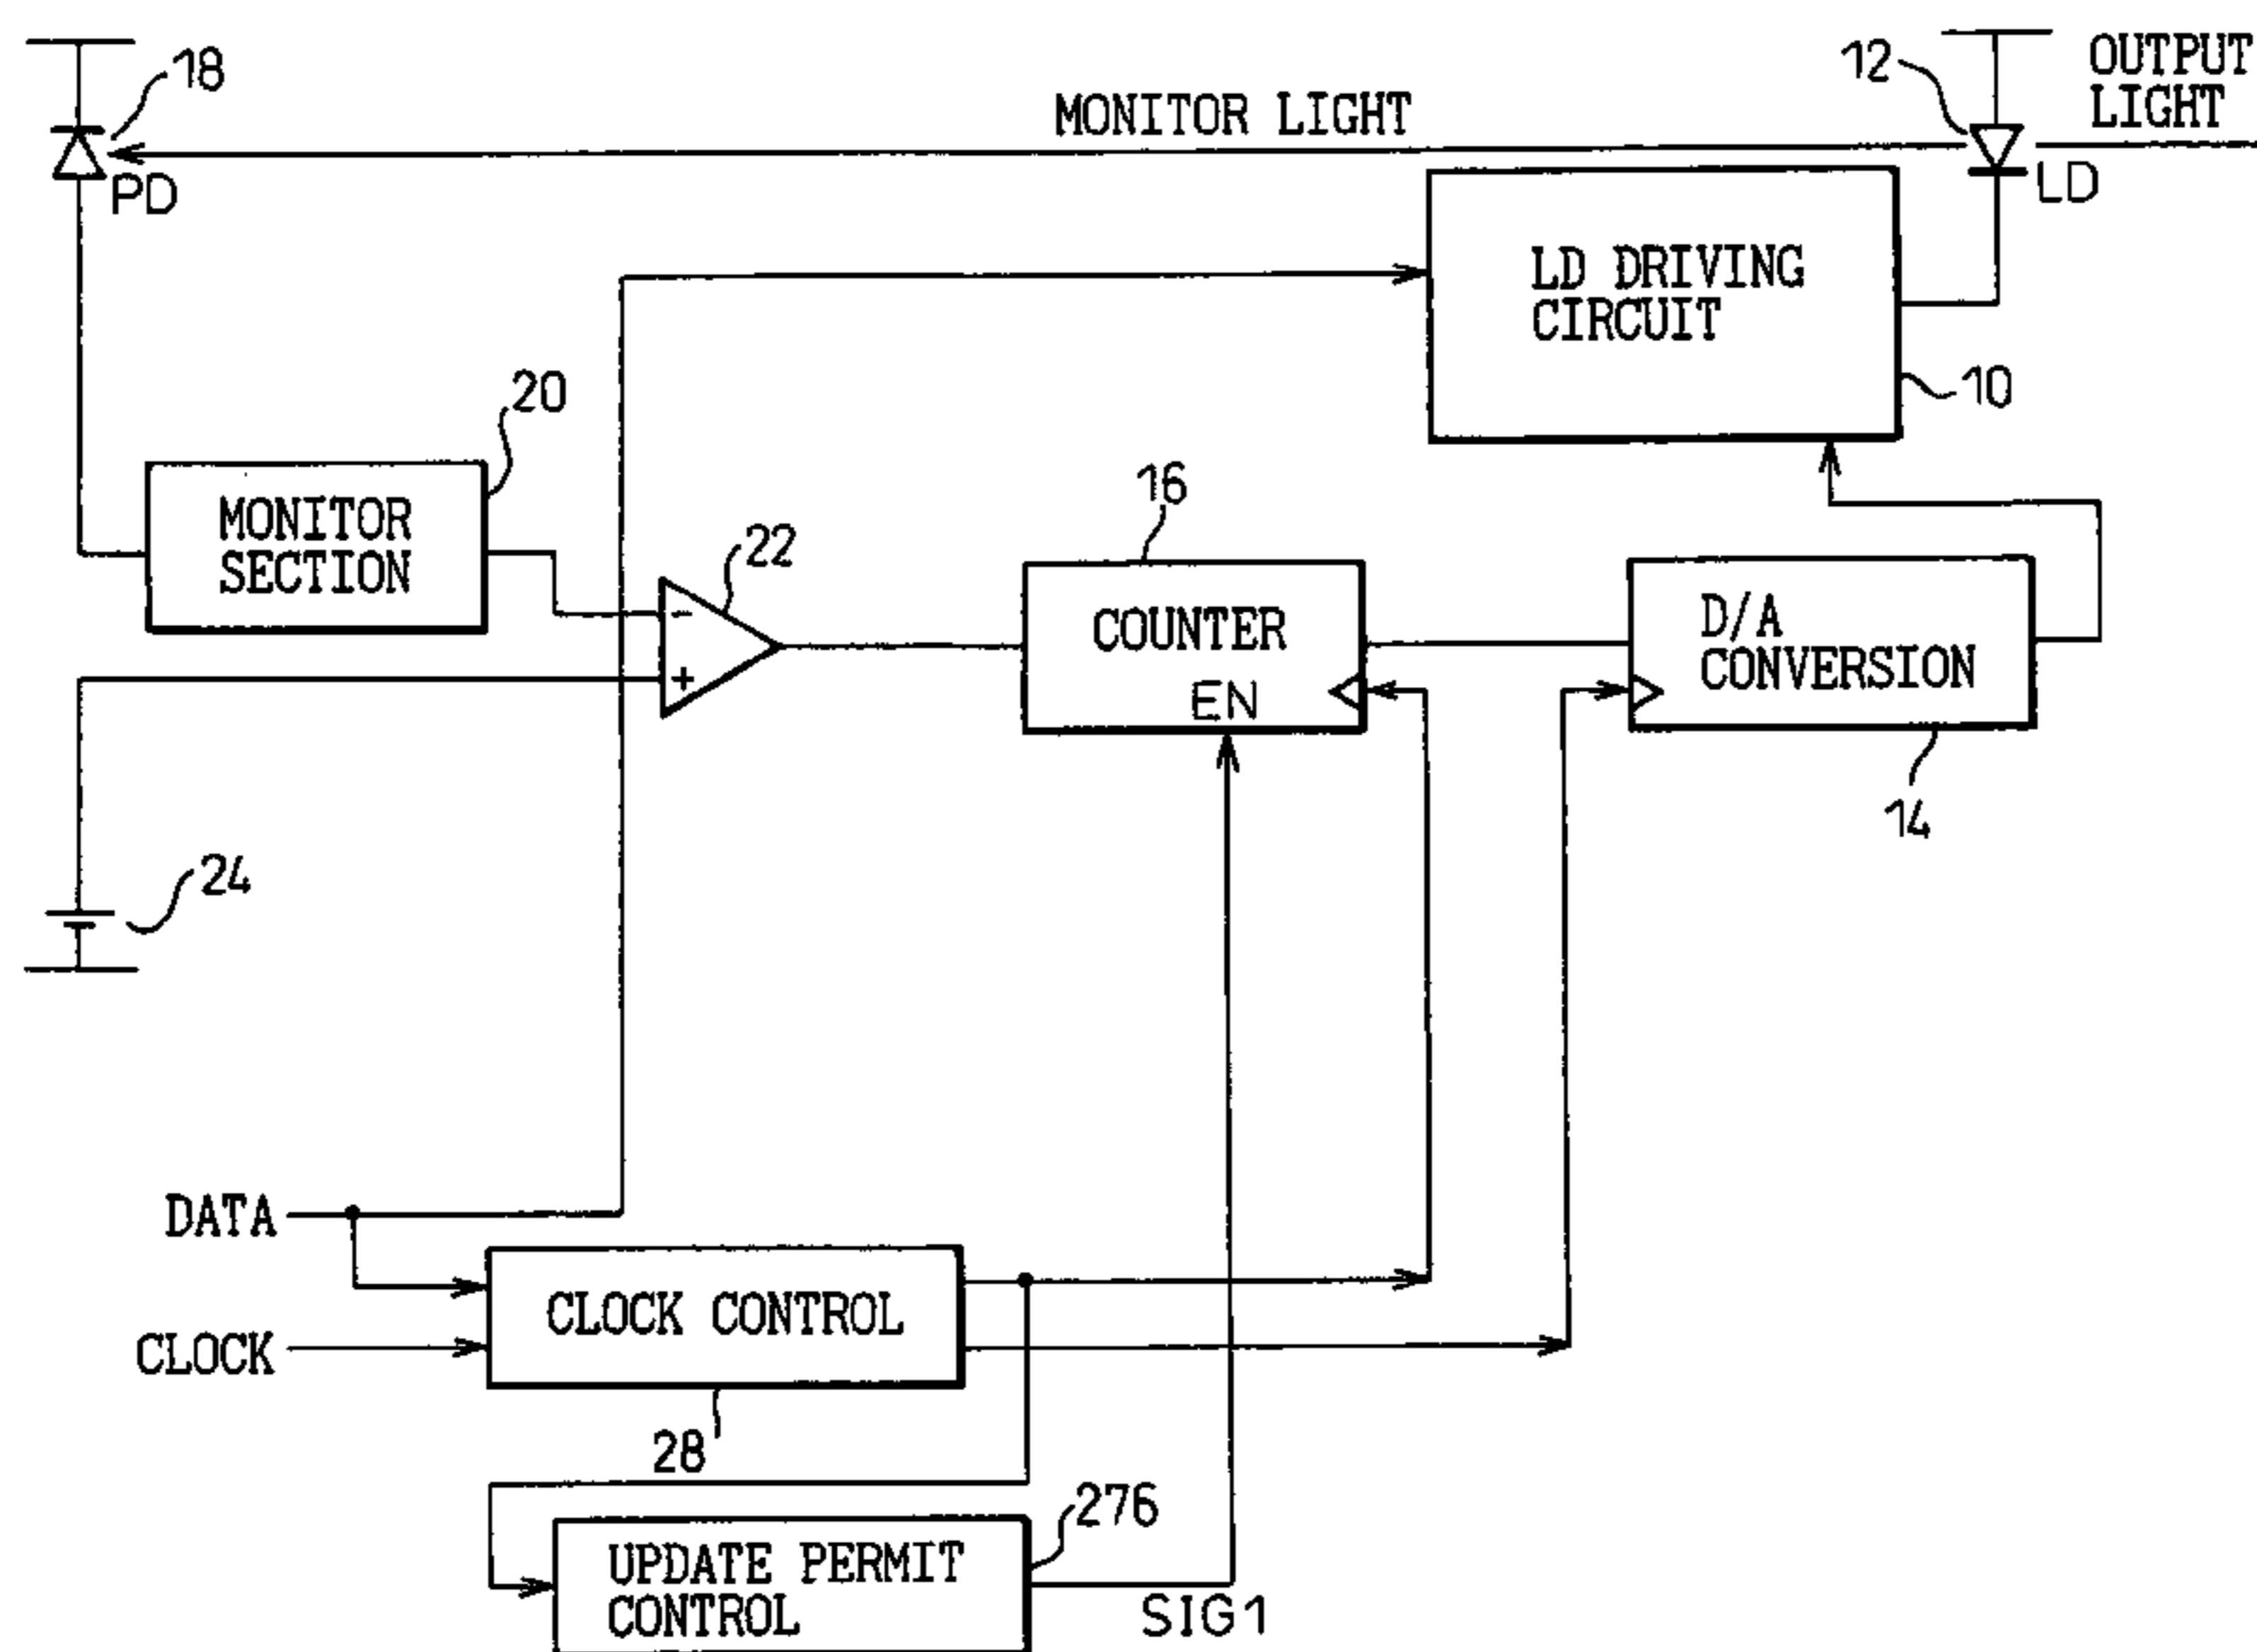 18
12
OUTPUT
LIGHT
MONITOR LIGHT
PD
LD
LD DRIVING
CIRCUIT
10
20
MONITOR
SECTION
22
-
+
16
COUNTER
EN
D/A
CONVERSION
14
24
DATA
CLOCK
CLOCK CONTROL
28
276
UPDATE PERMIT
CONTROL
SIG1